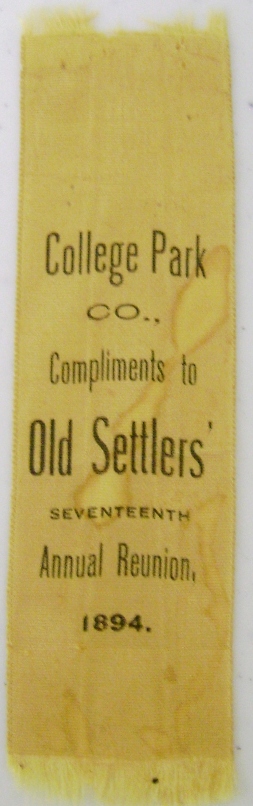 College Park
CO.,
Compliments to
Old Settlers'
SEVENTEENTH
Annual Reunion,
1894.